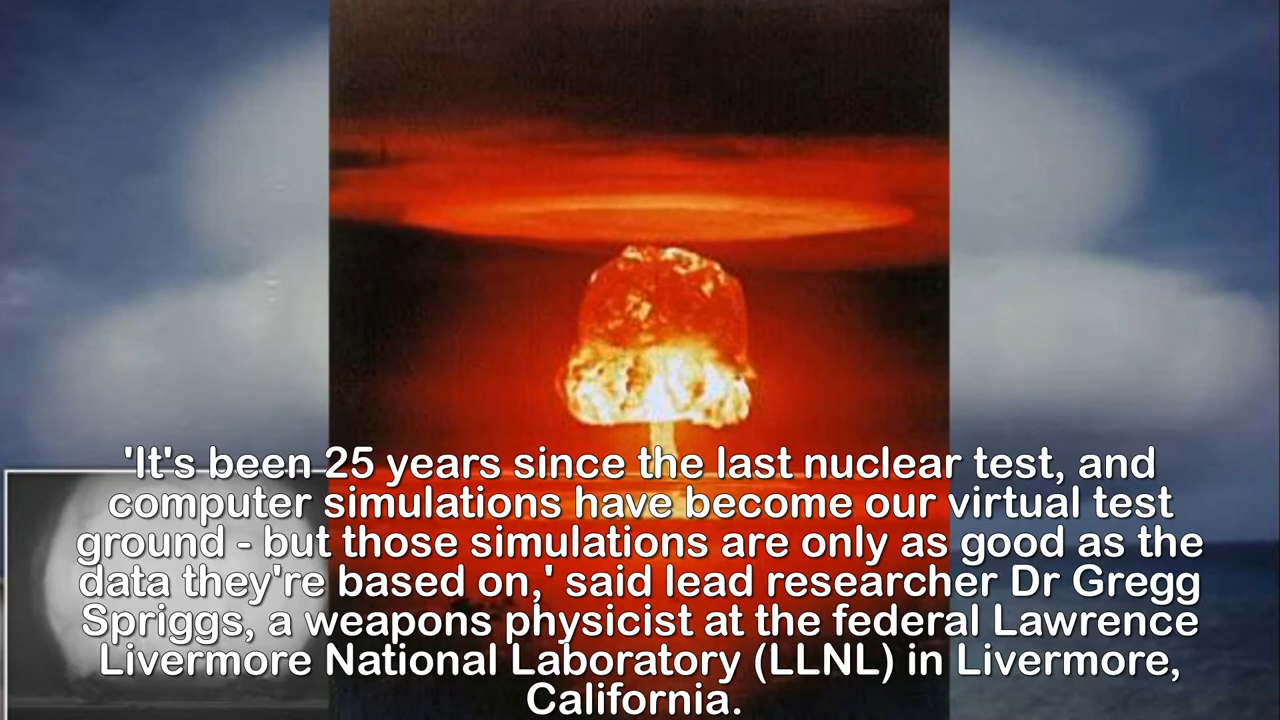 'It's been 25 years since the last nuclear test, and
computer simulations have become our virtual test
ground - but those simulations are only as good as the
data they're based on,' said lead researcher Dr Gregg
Spriggs, a weapons physicist at the federal Lawrence
Livermore National Laboratory (LLNL) in Livermore,
California.